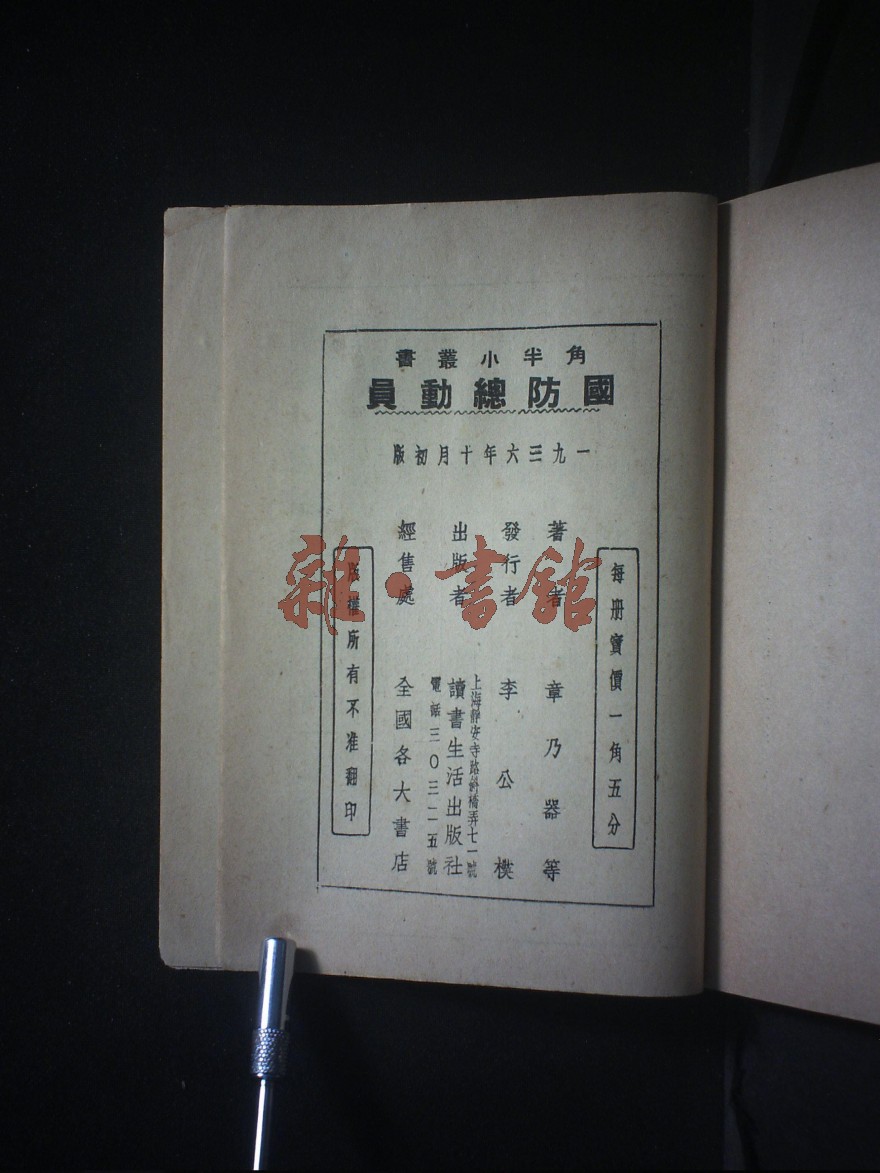 角半小叢書
國防總動員
一九三六年十月初版
每册實價一角五分
著者 章乃器等
發行者 李公樸
出版者 讀書生活出版社
上海靜安寺路斜橋弄七一號
電話三〇三一五號
經售處 全國各大書店
版權所有不准翻印
雜·書館